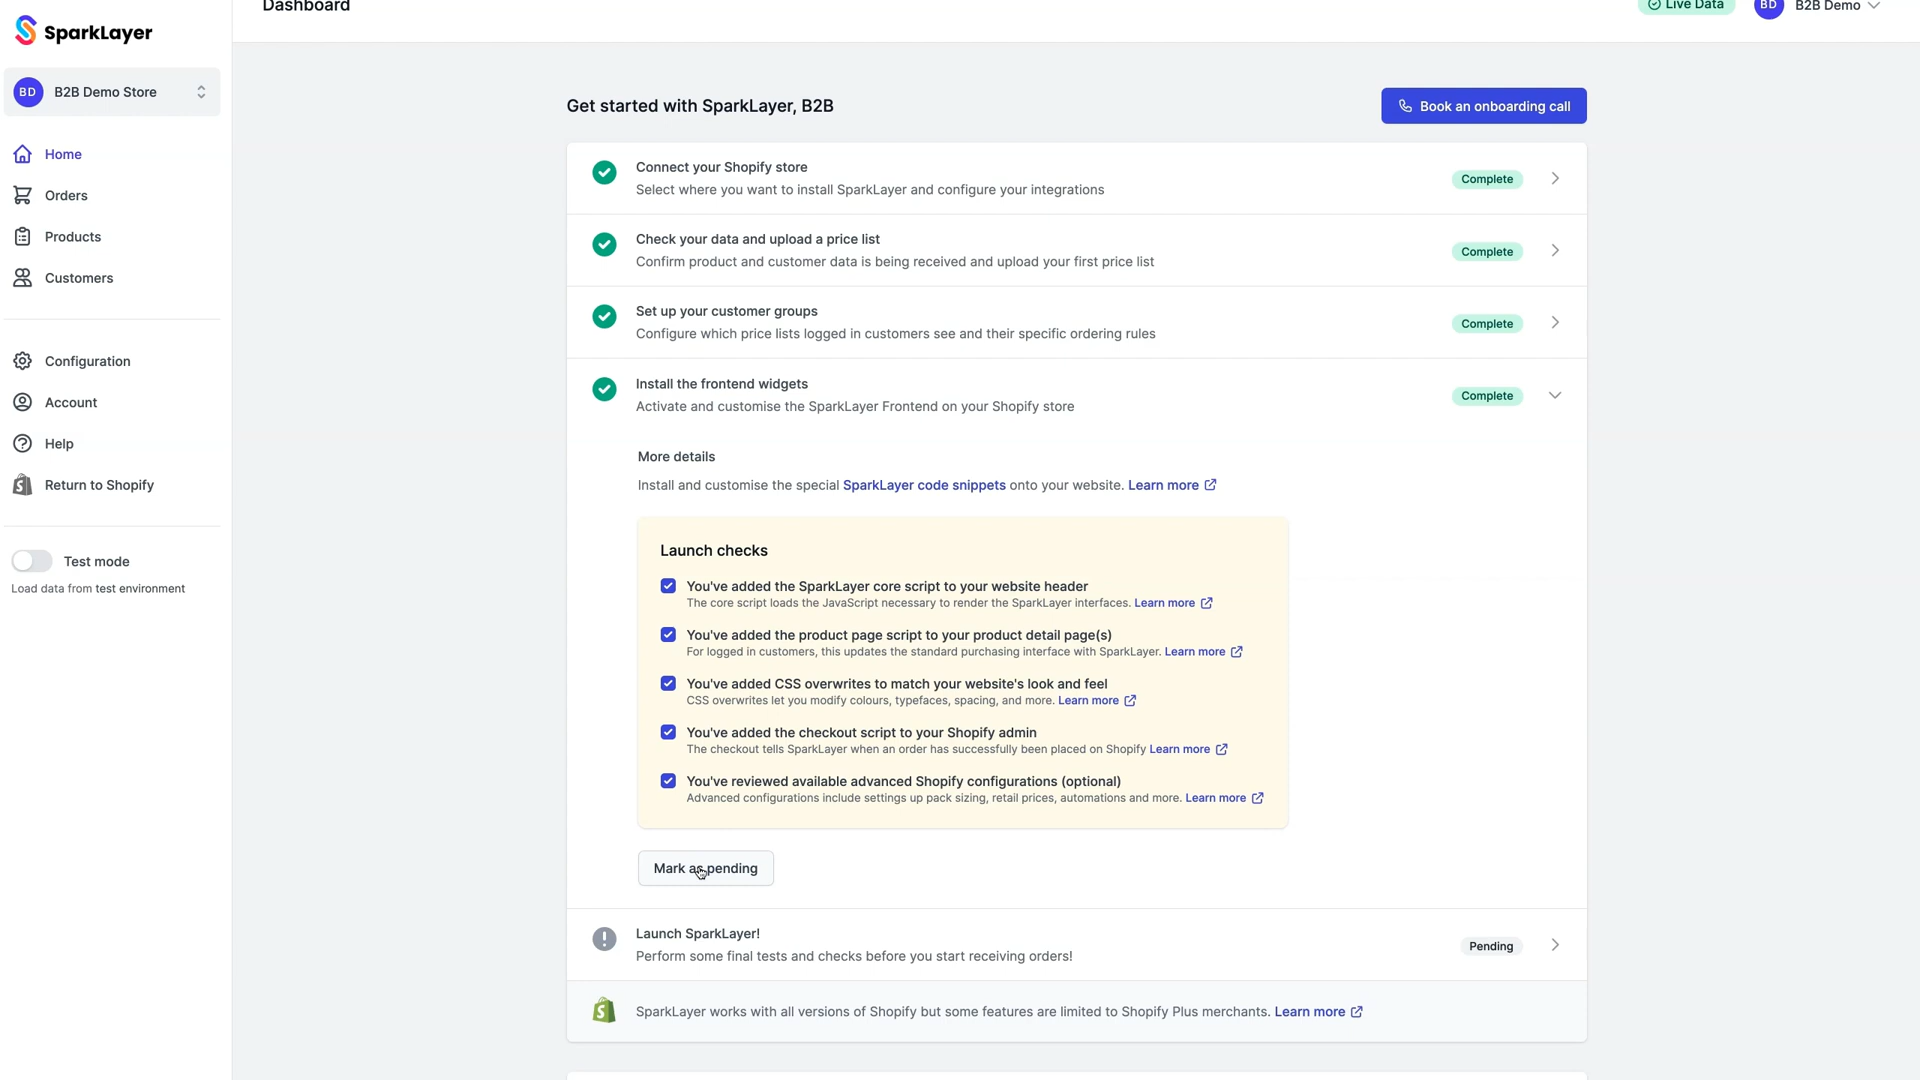 Dashboard
Live Data
BD
B2B Demo
SparkLayer
BD
B2B Demo Store
Home
Orders
Products
Customers
Configuration
Account
Help
Return to Shopify
Test mode
Load data from test environment
Get started with SparkLayer, B2B
Book an onboarding call
Connect your Shopify store
Select where you want to install SparkLayer and configure your integrations
Complete
Check your data and upload a price list
Confirm product and customer data is being received and upload your first price list
Complete
Set up your customer groups
Configure which price lists logged in customers see and their specific ordering rules
Complete
Install the frontend widgets
Activate and customise the SparkLayer Frontend on your Shopify store
Complete
More details
Install and customise the special SparkLayer code snippets onto your website. Learn more
Launch checks
You've added the SparkLayer core script to your website header
The core script loads the JavaScript necessary to render the SparkLayer interfaces. Learn more
You've added the product page script to your product detail page(s)
For logged in customers, this updates the standard purchasing interface with SparkLayer. Learn more
You've added CSS overwrites to match your website's look and feel
CSS overwrites let you modify colours, typefaces, spacing, and more. Learn more
You've added the checkout script to your Shopify admin
The checkout tells SparkLayer when an order has successfully been placed on Shopify Learn more
You've reviewed available advanced Shopify configurations (optional)
Advanced configurations include settings up pack sizing, retail prices, automations and more. Learn more
Mark as pending
Launch SparkLayer!
Perform some final tests and checks before you start receiving orders!
Pending
SparkLayer works with all versions of Shopify but some features are limited to Shopify Plus merchants. Learn more